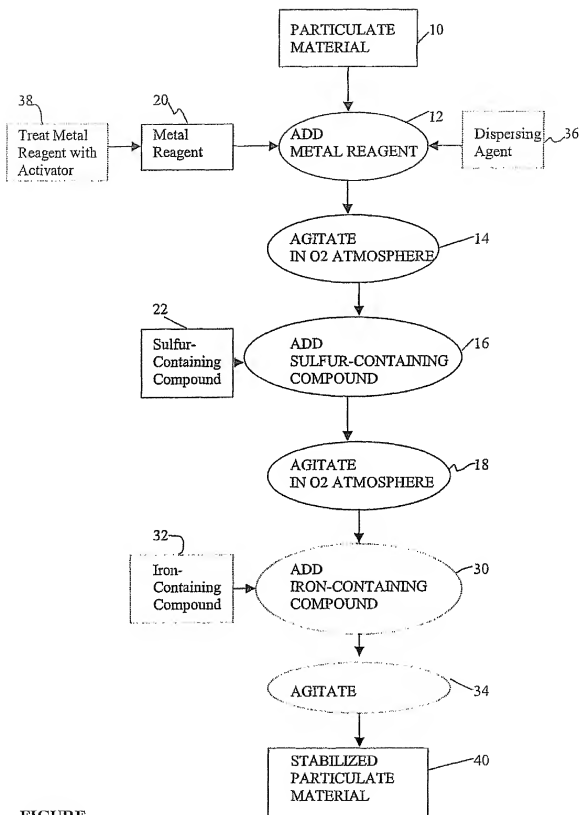 PARTICULATE
MATERIAL
10
38
Treat Metal
Reagent with
Activator
20
Metal
Reagent
12
ADD
METAL REAGENT
Dispersing
Agent
36
AGITATE
IN O2 ATMOSPHERE
14
22
Sulfur-
Containing
Compound
ADD
SULFUR-CONTAINING
COMPOUND
16
AGITATE
IN O2 ATMOSPHERE
18
32
Iron-
Containing
Compound
ADD
IRON-CONTAINING
COMPOUND
30
AGITATE
34
STABILIZED
PARTICULATE
MATERIAL
40
FIGURE